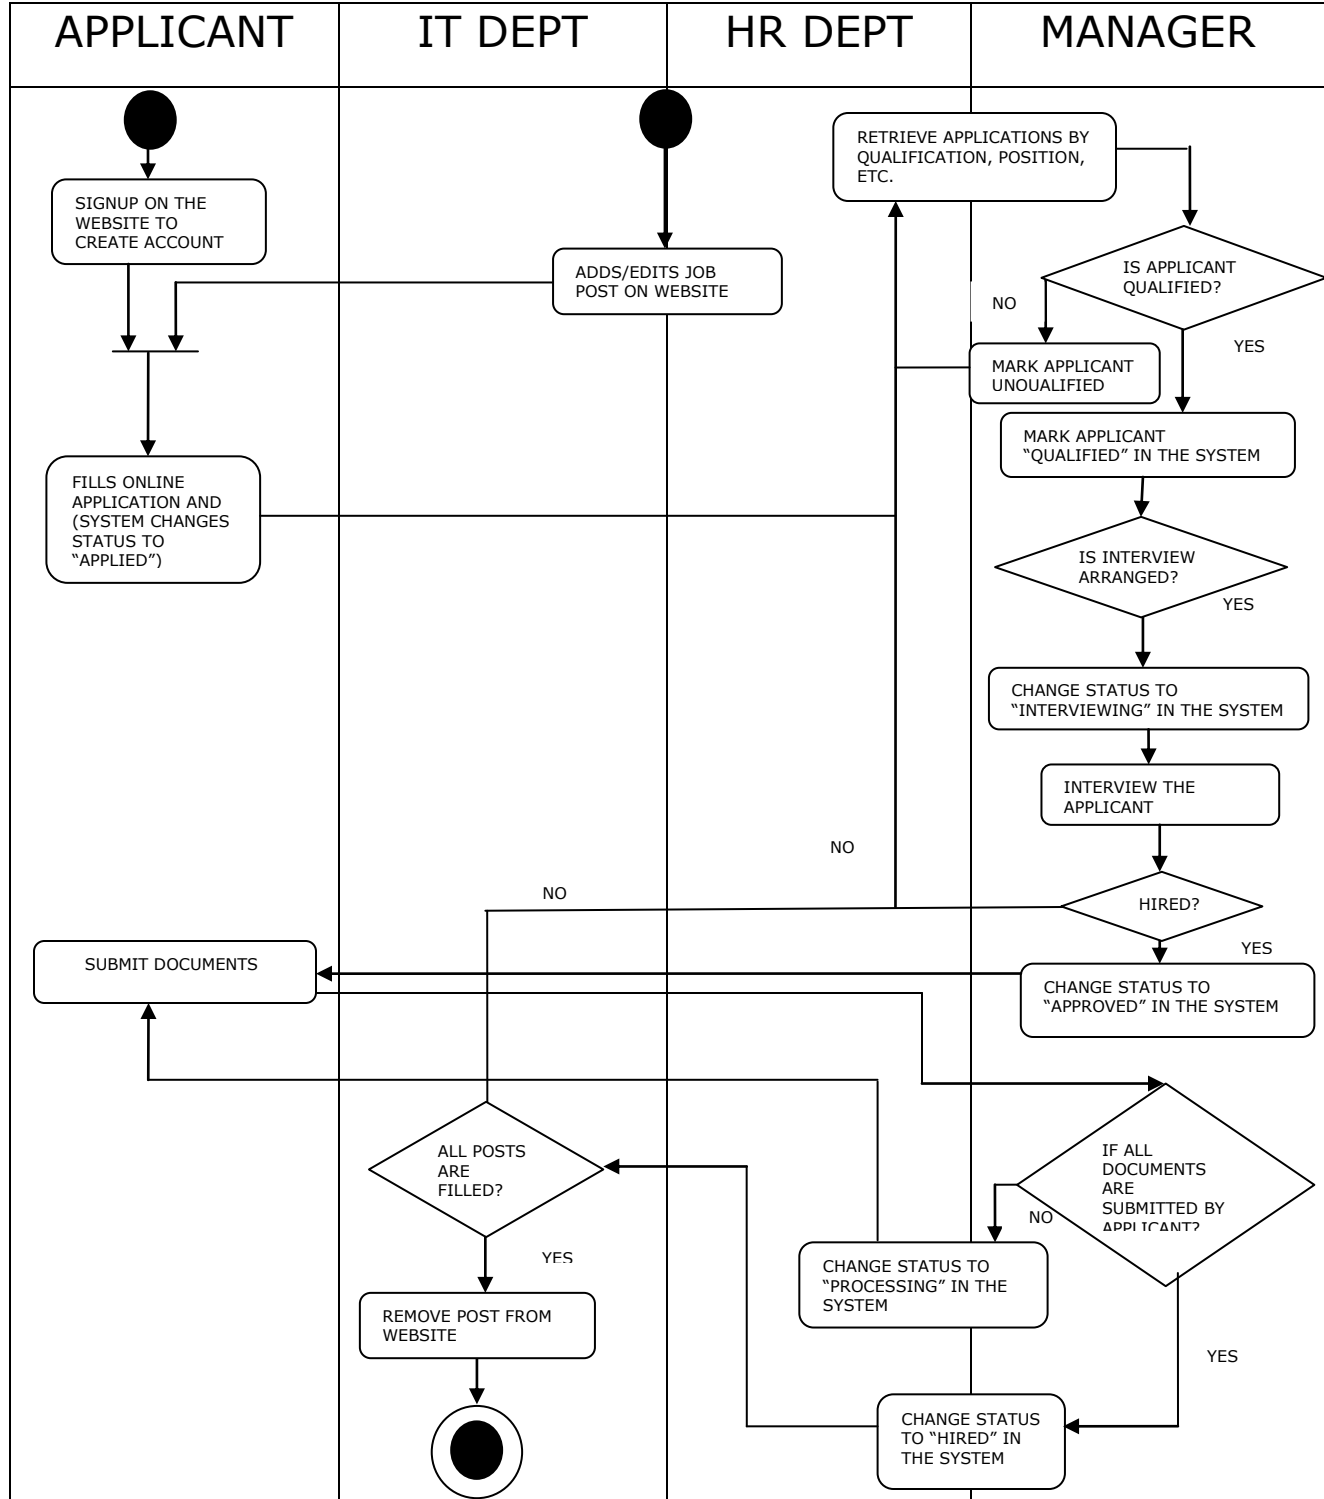 APPLICANT
IT DEPT
HR DEPT
MANAGER
RETRIEVE APPLICATIONS BY
QUALIFICATION, POSITION,
ETC.
SIGNUP ON THE
WEBSITE TO
CREATE ACCOUNT
ADDS/EDITS JOB
POST ON WEBSITE
IS APPLICANT
QUALIFIED?
NO
YES
MARK APPLICANT
UNQUALIFIED
MARK APPLICANT
“QUALIFIED” IN THE SYSTEM
FILLS ONLINE
APPLICATION AND
(SYSTEM CHANGES
STATUS TO
“APPLIED”)
IS INTERVIEW
ARRANGED?
YES
CHANGE STATUS TO
“INTERVIEWING” IN THE SYSTEM
INTERVIEW THE
APPLICANT
NO
NO
HIRED?
YES
SUBMIT DOCUMENTS
CHANGE STATUS TO
“APPROVED” IN THE SYSTEM
ALL POSTS
ARE
FILLED?
IF ALL
DOCUMENTS
ARE
SUBMITTED BY
APPLICANT?
NO
YES
CHANGE STATUS TO
“PROCESSING” IN THE
SYSTEM
REMOVE POST FROM
WEBSITE
YES
CHANGE STATUS
TO “HIRED” IN
THE SYSTEM